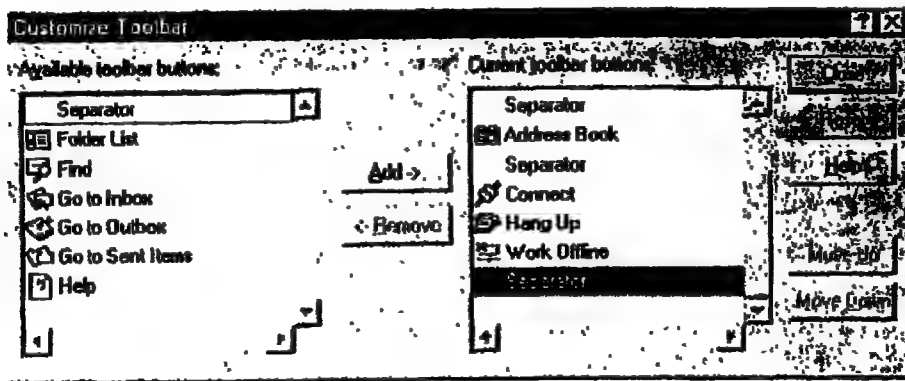 Customize Toolbar
Available toolbar buttons:
Separator
Folder List
Find
Go to Inbox
Go to Outbox
Go to Sent Items
Help
Add ->
<- Remove
Current toolbar buttons:
Separator
Address Book
Separator
Connect
Hang Up
Work Offline
Separator
Close
Help
Move Up
Move Down